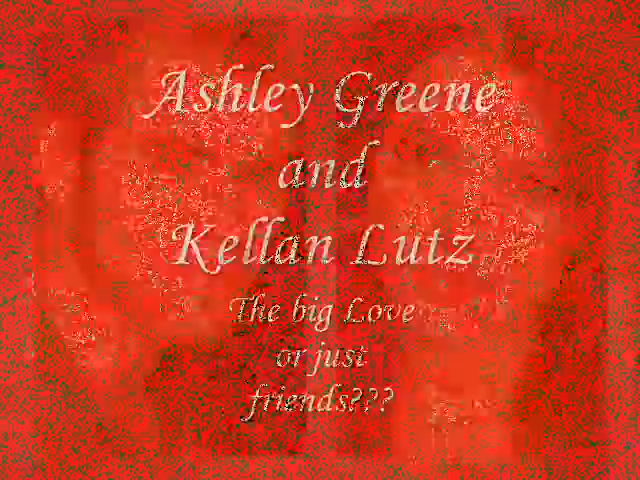 Ashley Greene
and
Kellan Lutz
The big Love
or just
friends???